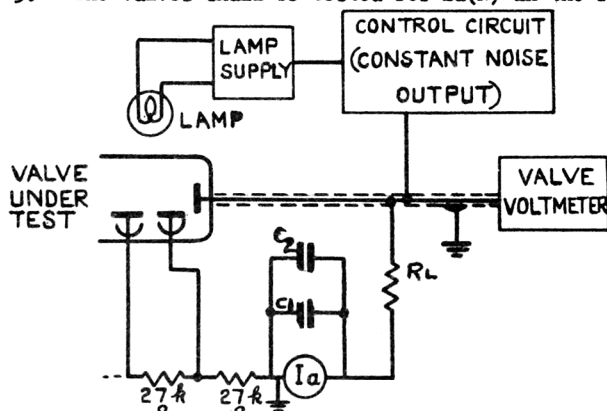 LAMP
SUPPLY
CONTROL CIRCUIT
(CONSTANT NOISE
OUTPUT)
LAMP
VALVE
UNDER
TEST
VALVE
VOLTMETER
C2
C1
RL
Ia
27k
27k